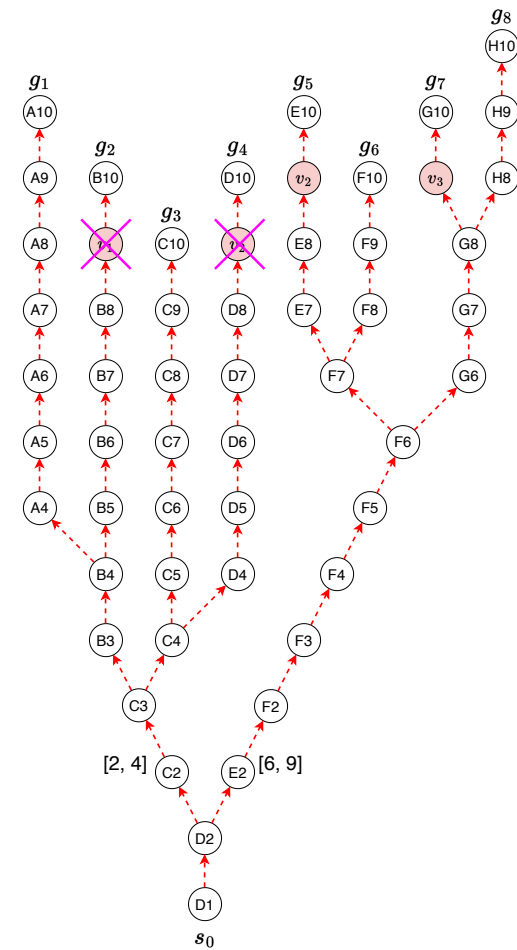 g8
H10
g1 g5 g7
A10 E10 G10 H9
g2 g4 g6
A9 B10 D10 v2 F10 v3 H8
g3
A8 v1 C10 v2 E8 F9 G8
A7 B8 C9 D8 E7 F8 G7
A6 B7 C8 D7 F7 G6
A5 B6 C7 D6 F6
A4 B5 C6 D5 F5
B4 C5 D4 F4
B3 C4 F3
C3 F2
[2, 4] C2 E2 [6, 9]
D2
D1
s0